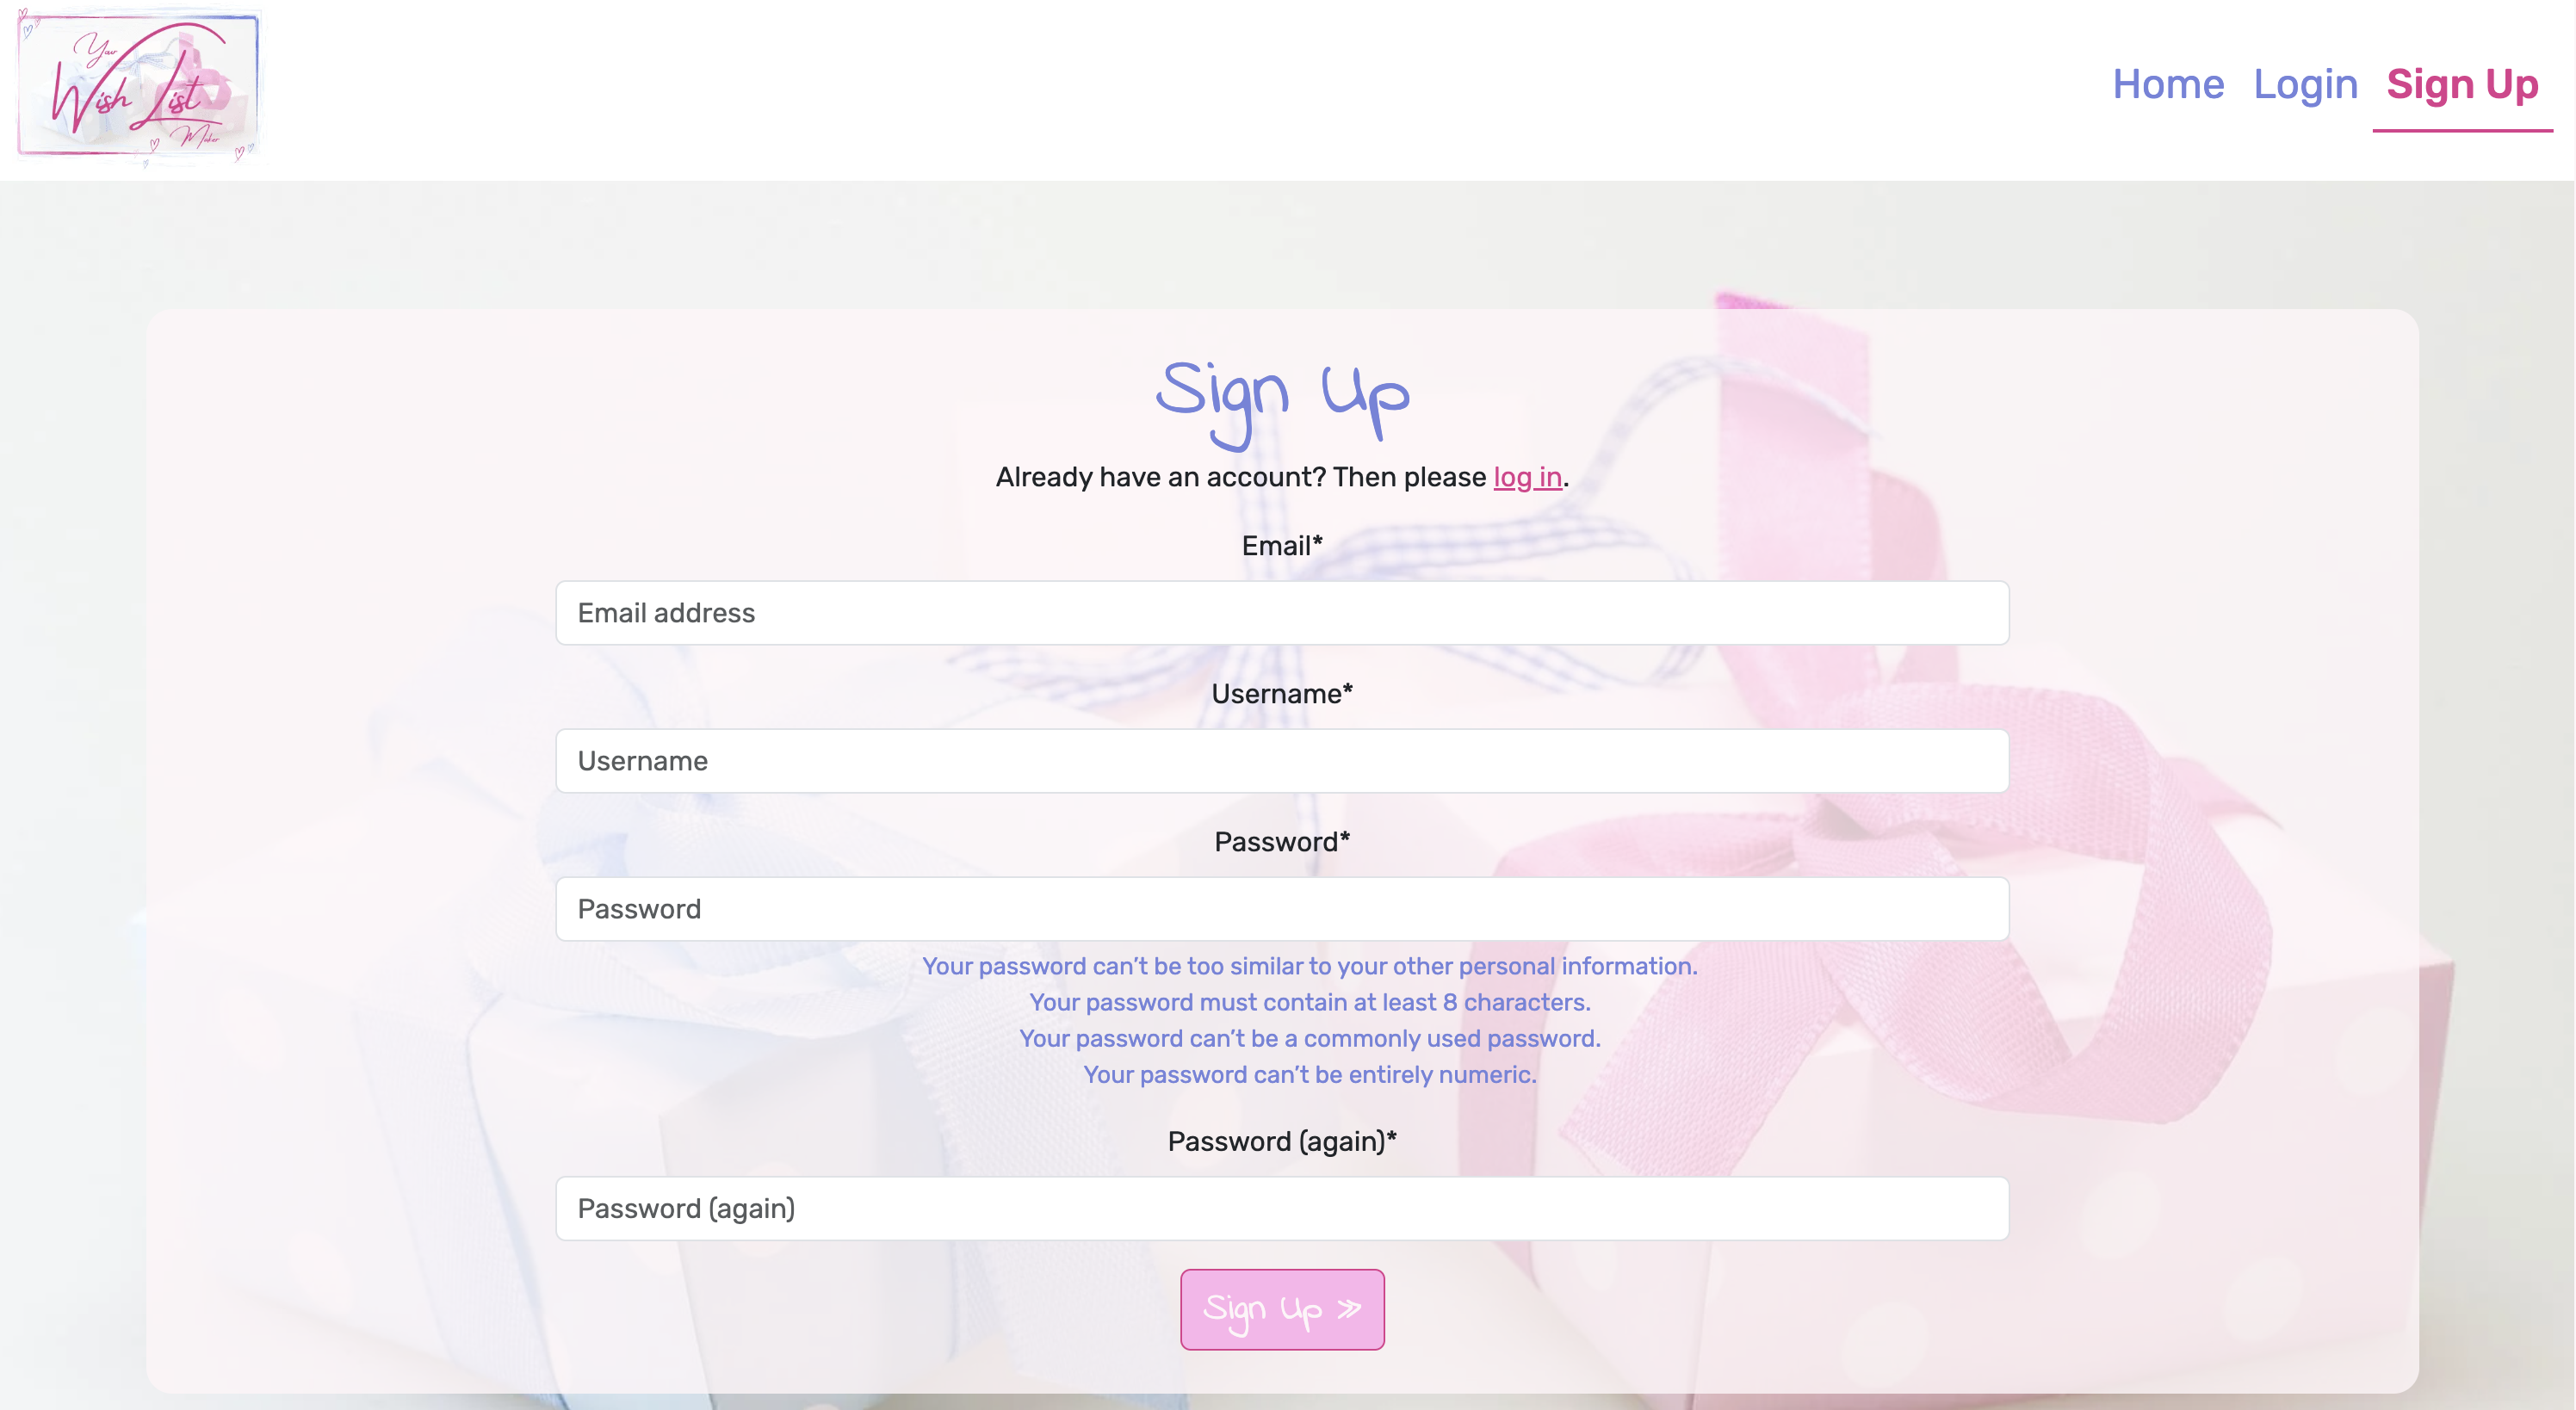 Your
Wish List
Maker
Home Login Sign Up
Sign Up
Already have an account? Then please log in.
Email*
Email address
Username*
Username
Password*
Password
Your password can’t be too similar to your other personal information.
Your password must contain at least 8 characters.
Your password can’t be a commonly used password.
Your password can’t be entirely numeric.
Password (again)*
Password (again)
Sign Up »